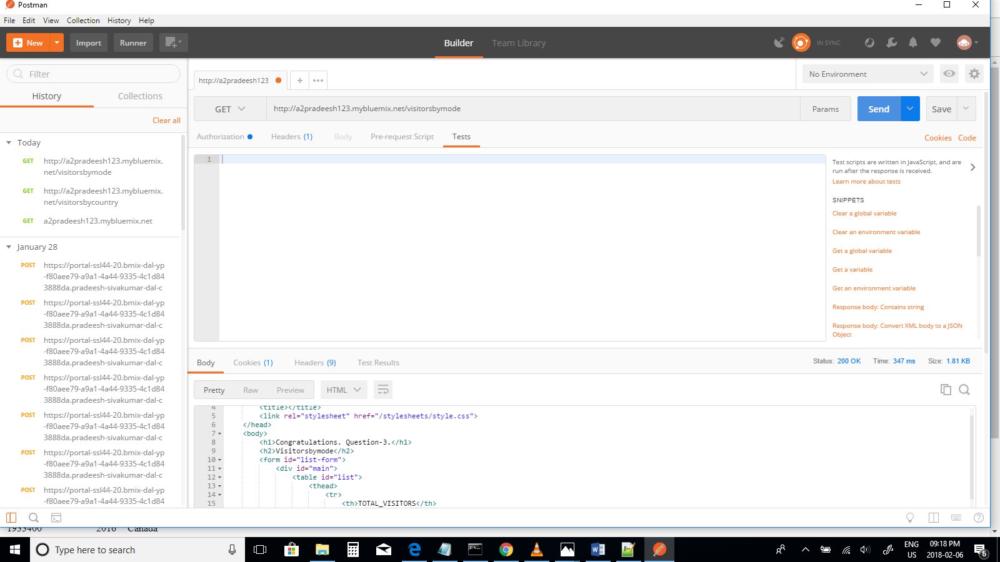 Postman
File Edit View Collection History Help
New Import Runner Builder Team Library IN SYNC
Filter
History Collections
Clear all
Today
GET http://a2pradeesh123.mybluemix.
net/visitorsbymode
GET http://a2pradeesh123.mybluemix.
net/visitorsbycountry
GET a2pradeesh123.mybluemix.net
January 28
POST https://portal-ssl44-20.bmix-dal-yp
-f80aee79-a9a1-4a44-9335-4c1d84
3888da.pradeesh-sivakumar-dal-c
POST https://portal-ssl44-20.bmix-dal-yp
-f80aee79-a9a1-4a44-9335-4c1d84
3888da.pradeesh-sivakumar-dal-c
POST https://portal-ssl44-20.bmix-dal-yp
-f80aee79-a9a1-4a44-9335-4c1d84
3888da.pradeesh-sivakumar-dal-c
POST https://portal-ssl44-20.bmix-dal-yp
-f80aee79-a9a1-4a44-9335-4c1d84
3888da.pradeesh-sivakumar-dal-c
POST https://portal-ssl44-20.bmix-dal-yp
-f80aee79-a9a1-4a44-9335-4c1d84
3888da.pradeesh-sivakumar-dal-c
POST https://portal-ssl44-20.bmix-dal-yp
-f80aee79-a9a1-4a44-9335-4c1d84
3888da.pradeesh-sivakumar-dal-c
POST https://portal-ssl44-20.bmix-dal-yp
-f80aee79-a9a1-4a44-9335-4c1d84
http://a2pradeesh123 + ••• No Environment
GET http://a2pradeesh123.mybluemix.net/visitorsbymode Params Send Save
Authorization Headers (1) Body Pre-request Script Tests Cookies Code
1
Test scripts are written in JavaScript, and are
run after the response is received.
Learn more about tests
SNIPPETS
Clear a global variable
Clear an environment variable
Get a global variable
Get a variable
Get an environment variable
Response body: Contains string
Response body: Convert XML body to a JSON
Object
Body Cookies (1) Headers (9) Test Results Status: 200 OK Time: 347 ms Size: 1.81 KB
Pretty Raw Preview HTML
4 <title></title>
5 <link rel="stylesheet" href="/stylesheets/style.css">
6 </head>
7 <body>
8 <h1>Congratulations. Question-3.</h1>
9 <h2>Visitorsbymode</h2>
10 <form id="list-form">
11 <div id="main">
12 <table id="list">
13 <thead>
14 <tr>
15 <th>TOTAL_VISITORS</th>
1955400 2016 Canada
Type here to search
ENG
US
09:18 PM
2018-02-06
6